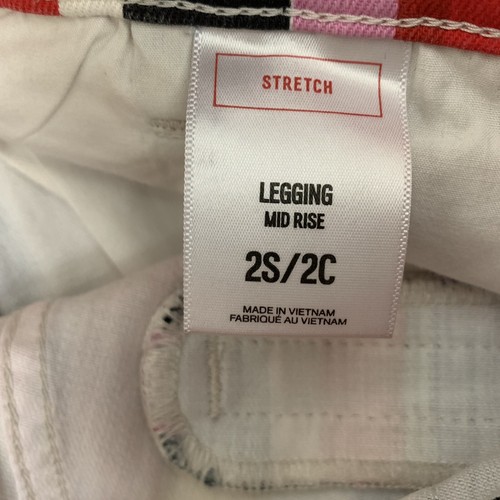 STRETCH
LEGGING
MID RISE
2S/2C
MADE IN VIETNAM
FABRIQUÉ AU VIETNAM